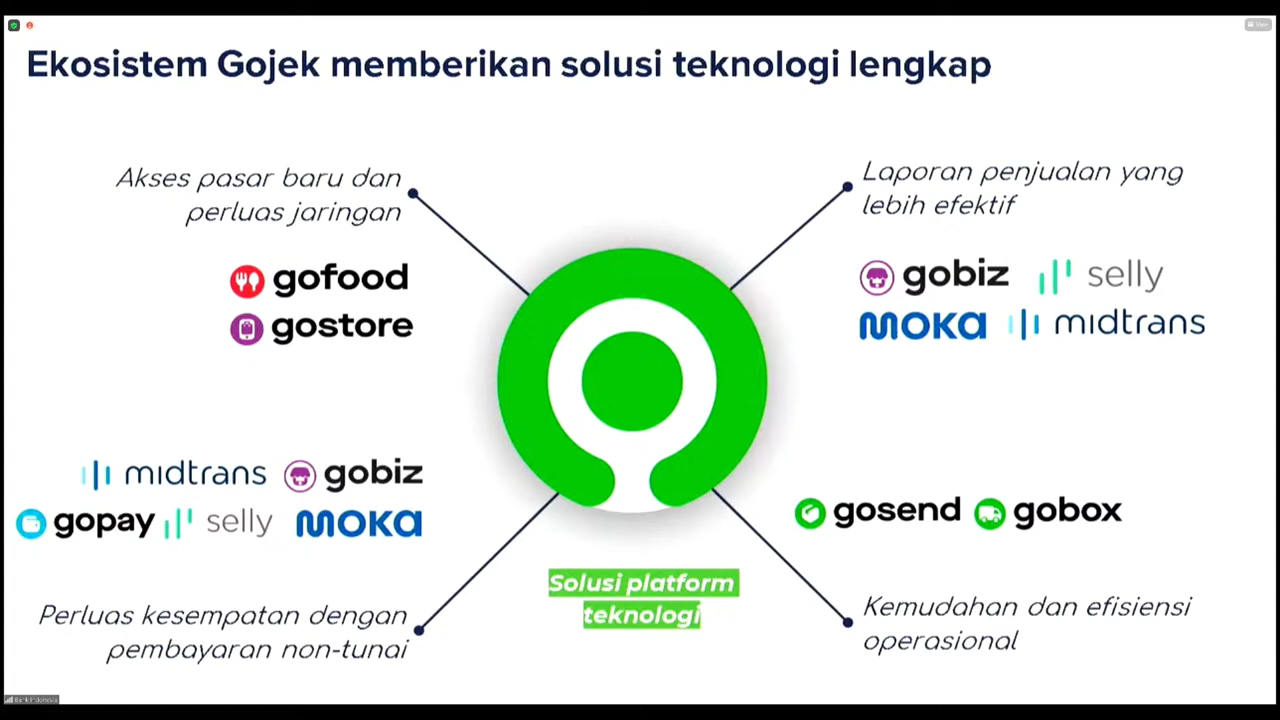 Ekosistem Gojek memberikan solusi teknologi lengkap
Akses pasar baru dan
perluas jaringan
gofood
gostore
Laporan penjualan yang
lebih efektif
gobiz selly
MOKA midtrans
midtrans gobiz
gopay selly MOKA
Perluas kesempatan dengan
pembayaran non-tunai
Solusi platform
teknologi
gosend gobox
Kemudahan dan efisiensi
operasional
Bank Indonesia